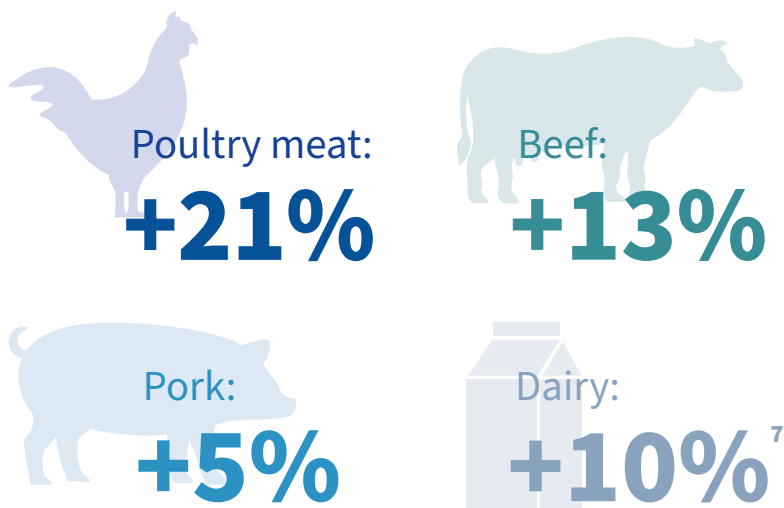 Poultry meat:
+21%
Beef:
+13%
Pork:
+5%
Dairy:
+10%7